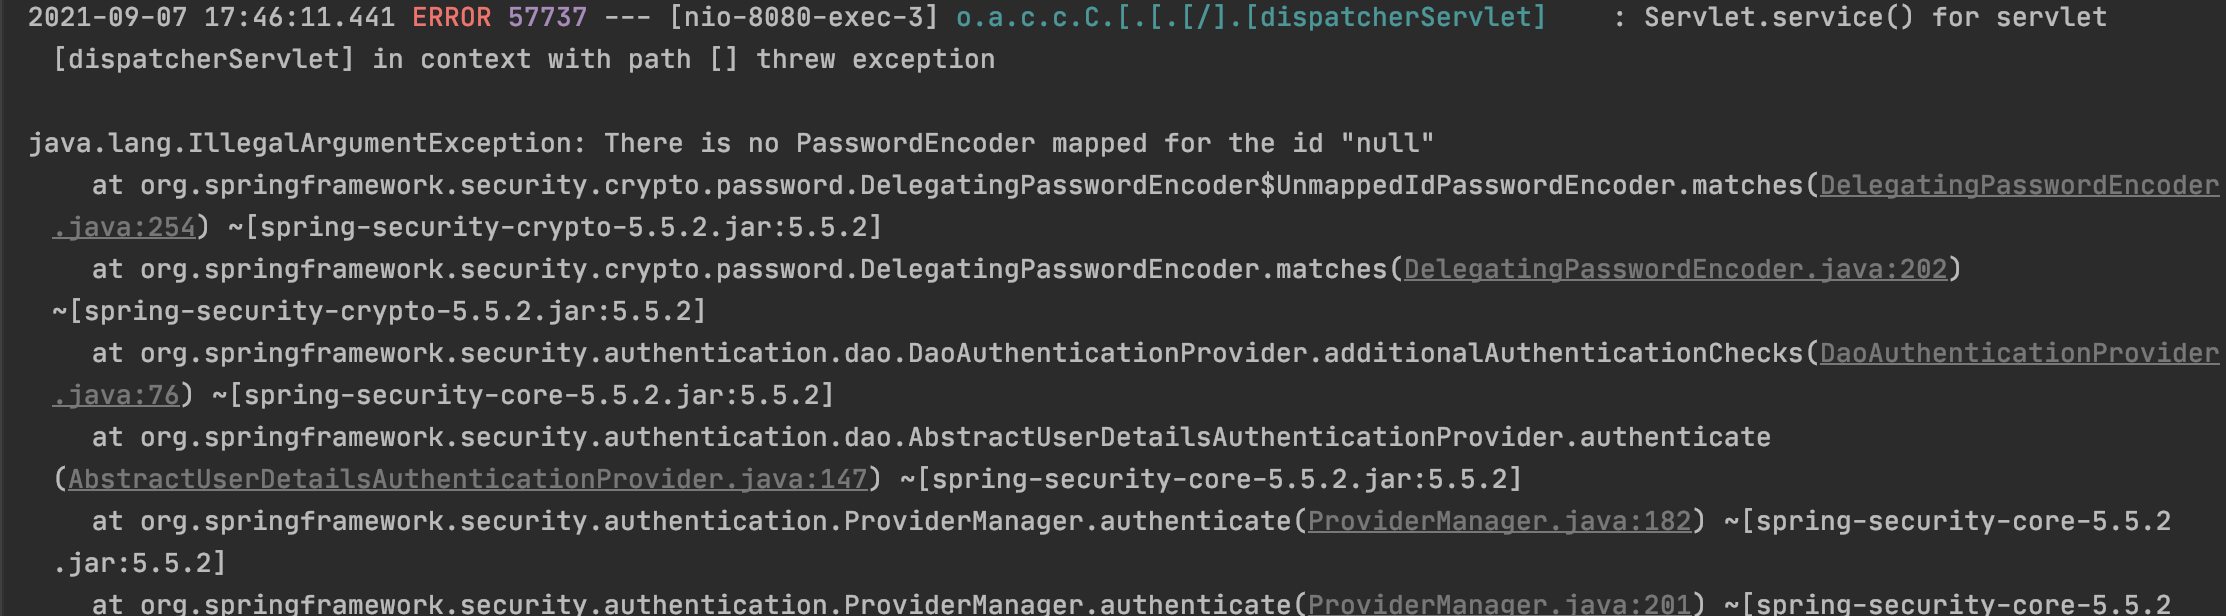 2021-09-07 17:46:11.441 ERROR 57737 --- [nio-8080-exec-3] o.a.c.c.C.[.[.[/].[dispatcherServlet]    : Servlet.service() for servlet
[dispatcherServlet] in context with path [] threw exception
java.lang.IllegalArgumentException: There is no PasswordEncoder mapped for the id "null"
at org.springframework.security.crypto.password.DelegatingPasswordEncoder$UnmappedIdPasswordEncoder.matches(DelegatingPasswordEncoder
.java:254) ~[spring-security-crypto-5.5.2.jar:5.5.2]
at org.springframework.security.crypto.password.DelegatingPasswordEncoder.matches(DelegatingPasswordEncoder.java:202)
~[spring-security-crypto-5.5.2.jar:5.5.2]
at org.springframework.security.authentication.dao.DaoAuthenticationProvider.additionalAuthenticationChecks(DaoAuthenticationProvider
.java:76) ~[spring-security-core-5.5.2.jar:5.5.2]
at org.springframework.security.authentication.dao.AbstractUserDetailsAuthenticationProvider.authenticate
(AbstractUserDetailsAuthenticationProvider.java:147) ~[spring-security-core-5.5.2.jar:5.5.2]
at org.springframework.security.authentication.ProviderManager.authenticate(ProviderManager.java:182) ~[spring-security-core-5.5.2
.jar:5.5.2]
at org.springframework.security.authentication.ProviderManager.authenticate(ProviderManager.java:201) ~[spring-security-core-5.5.2